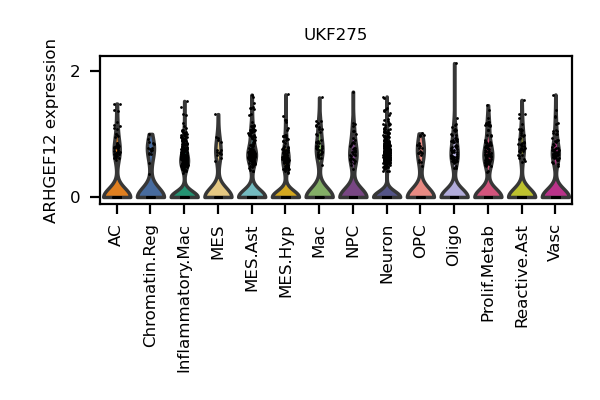 UKF275
ARHGEF12 expression
2
0
AC
Chromatin.Reg
Inflammatory.Mac
MES
MES.Ast
MES.Hyp
Mac
NPC
Neuron
OPC
Oligo
Prolif.Metab
Reactive.Ast
Vasc